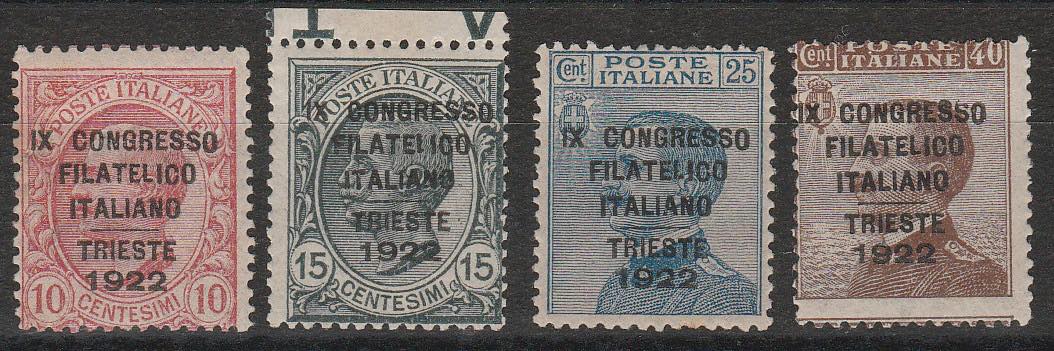 POSTE ITALIANE
IX CONGRESSO
FILATELICO
ITALIANO
TRIESTE
1922
10 CENTESIMI 10
I V
POSTE ITALIANE
IX CONGRESSO
FILATELICO
ITALIANO
TRIESTE
1922
15 CENTESIMI 15
Cent POSTE 25
ITALIANE
IX CONGRESSO
FILATELICO
ITALIANO
TRIESTE
1922
Cent POSTE 40
ITALIANE
IX CONGRESSO
FILATELICO
ITALIANO
TRIESTE
1922